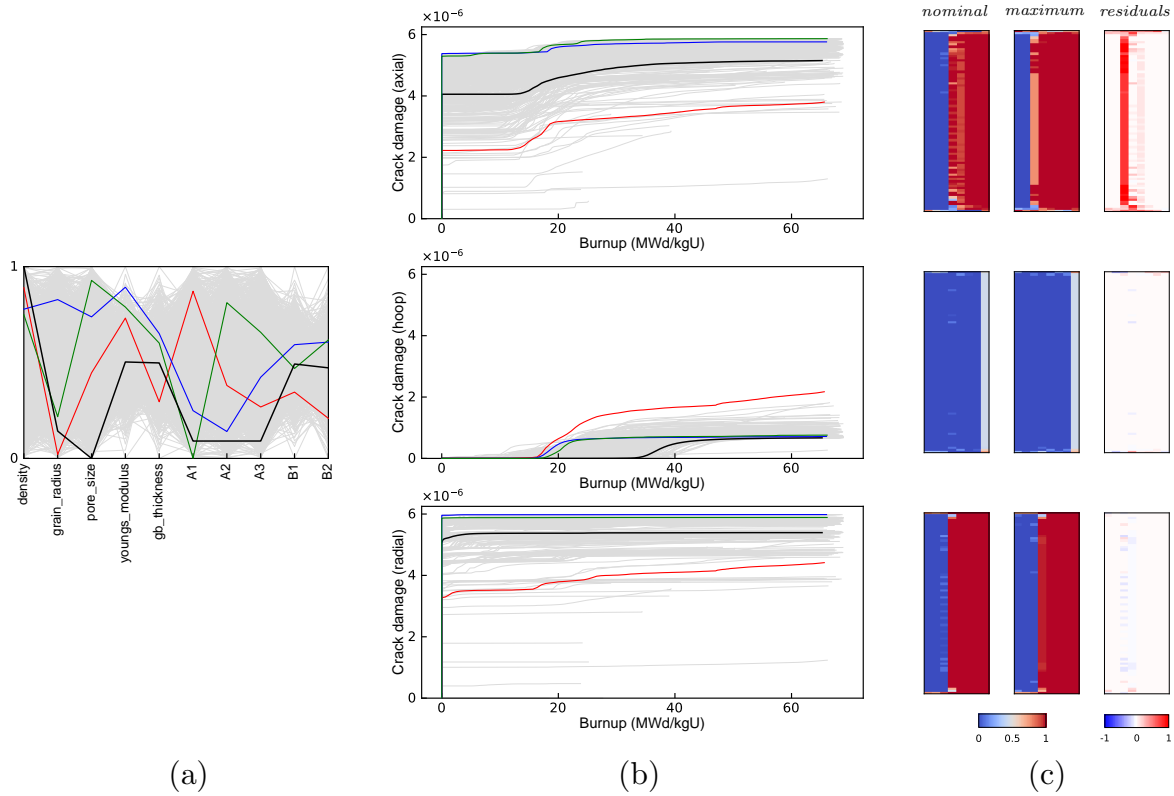 1
0
density
grain_radius
pore_size
youngs_modulus
gb_thickness
A1
A2
A3
B1
B2
(a)
×10⁻⁶
6
4
2
0
Crack damage (axial)
0 20 40 60
Burnup (MWd/kgU)
×10⁻⁶
6
4
2
0
Crack damage (hoop)
0 20 40 60
Burnup (MWd/kgU)
×10⁻⁶
6
4
2
0
Crack damage (radial)
0 20 40 60
Burnup (MWd/kgU)
(b)
nominal maximum residuals
0 0.5 1
-1 0 1
(c)